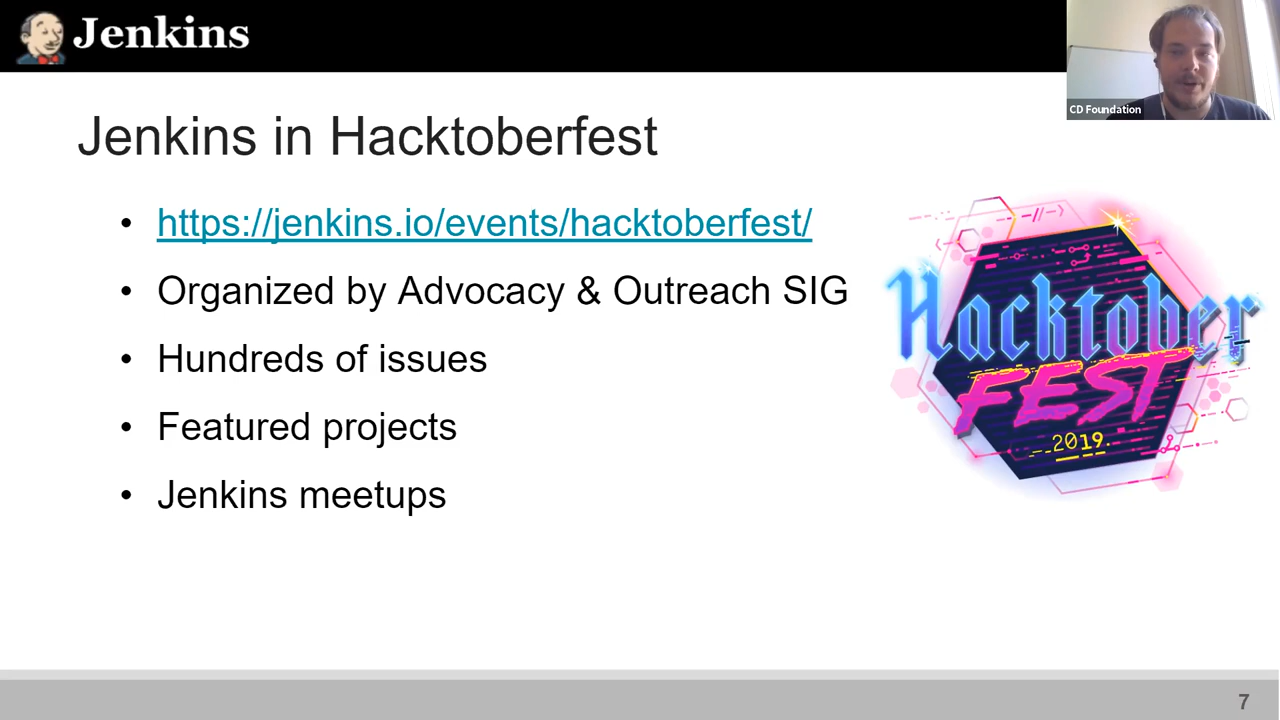 Jenkins
CD Foundation
Jenkins in Hacktoberfest
• https://jenkins.io/events/hacktoberfest/
• Organized by Advocacy & Outreach SIG
• Hundreds of issues
• Featured projects
• Jenkins meetups
Hacktober
FEST
2019
7